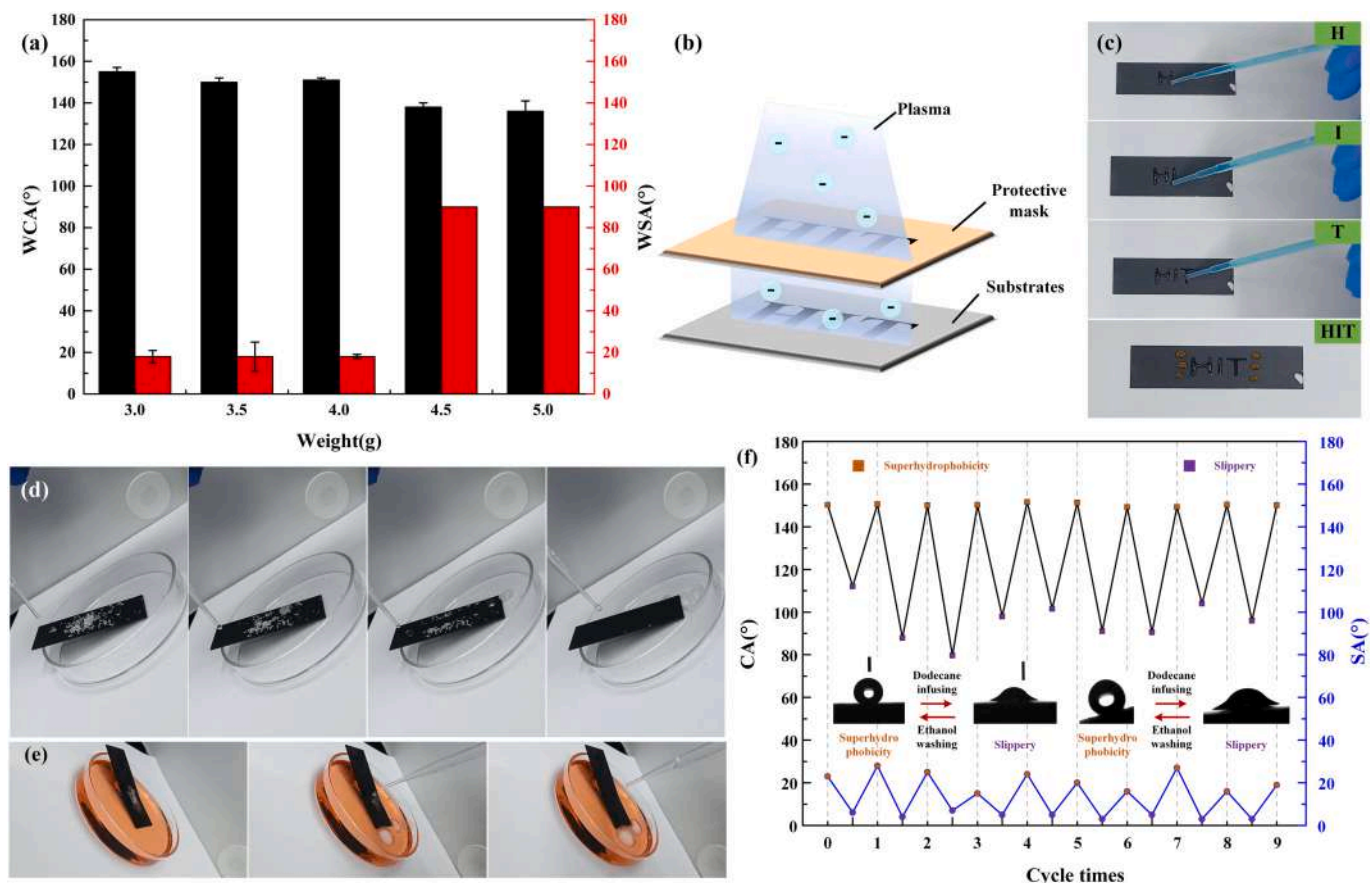 (a)
180
160
140
120
100
80
60
40
20
0
WCA(°)
180
160
140
120
100
80
60
40
20
0
WSA(°)
3.0 3.5 4.0 4.5 5.0
Weight(g)
(b)
Plasma
Protective
mask
Substrates
(c)
H
H
I
HI
T
HIT
HIT
HIT
(d)
(e)
(f)
Superhydrophobicity
Slippery
180
160
140
120
100
80
60
40
20
0
CA(°)
180
160
140
120
100
80
60
40
20
0
SA(°)
Dodecane
infusing
Ethanol
washing
Superhydro
phobicity
Slippery
Dodecane
infusing
Ethanol
washing
Superhydro
phobicity
Slippery
0 1 2 3 4 5 6 7 8 9
Cycle times